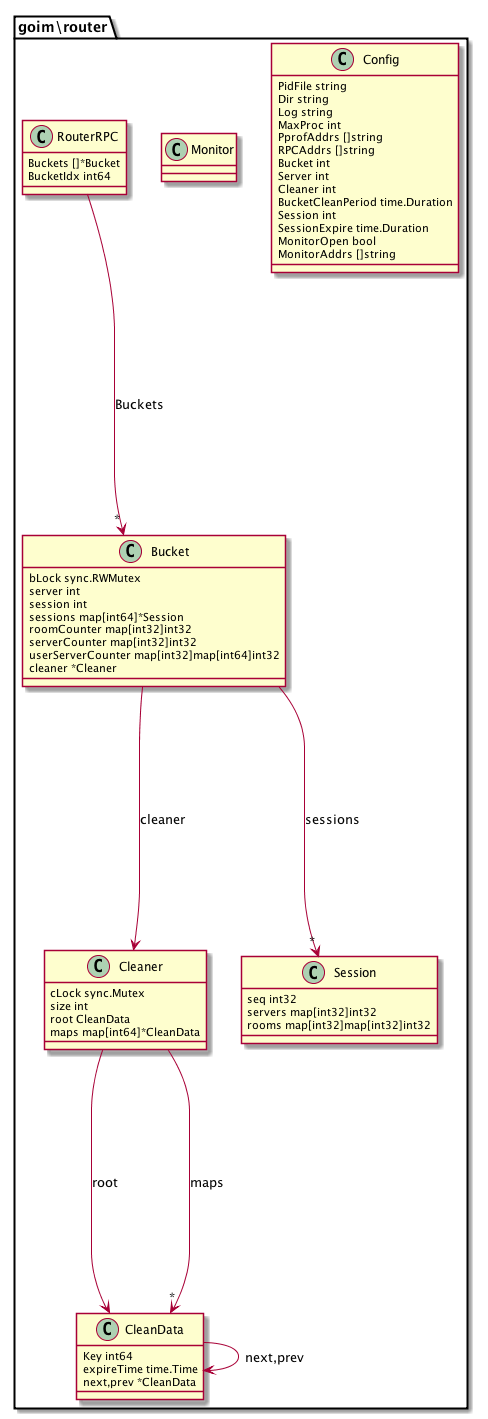 goim\router
C Config
PidFile string
Dir string
Log string
MaxProc int
PprofAddrs []string
RPCAddrs []string
Bucket int
Server int
Cleaner int
BucketCleanPeriod time.Duration
Session int
SessionExpire time.Duration
MonitorOpen bool
MonitorAddrs []string
C RouterRPC
Buckets []*Bucket
BucketIdx int64
C Monitor
Buckets
*
C Bucket
bLock sync.RWMutex
server int
session int
sessions map[int64]*Session
roomCounter map[int32]int32
serverCounter map[int32]int32
userServerCounter map[int32]map[int64]int32
cleaner *Cleaner
cleaner
sessions
*
C Cleaner
cLock sync.Mutex
size int
root CleanData
maps map[int64]*CleanData
C Session
seq int32
servers map[int32]int32
rooms map[int32]map[int32]int32
root
maps
*
C CleanData
Key int64
expireTime time.Time
next,prev *CleanData
next,prev